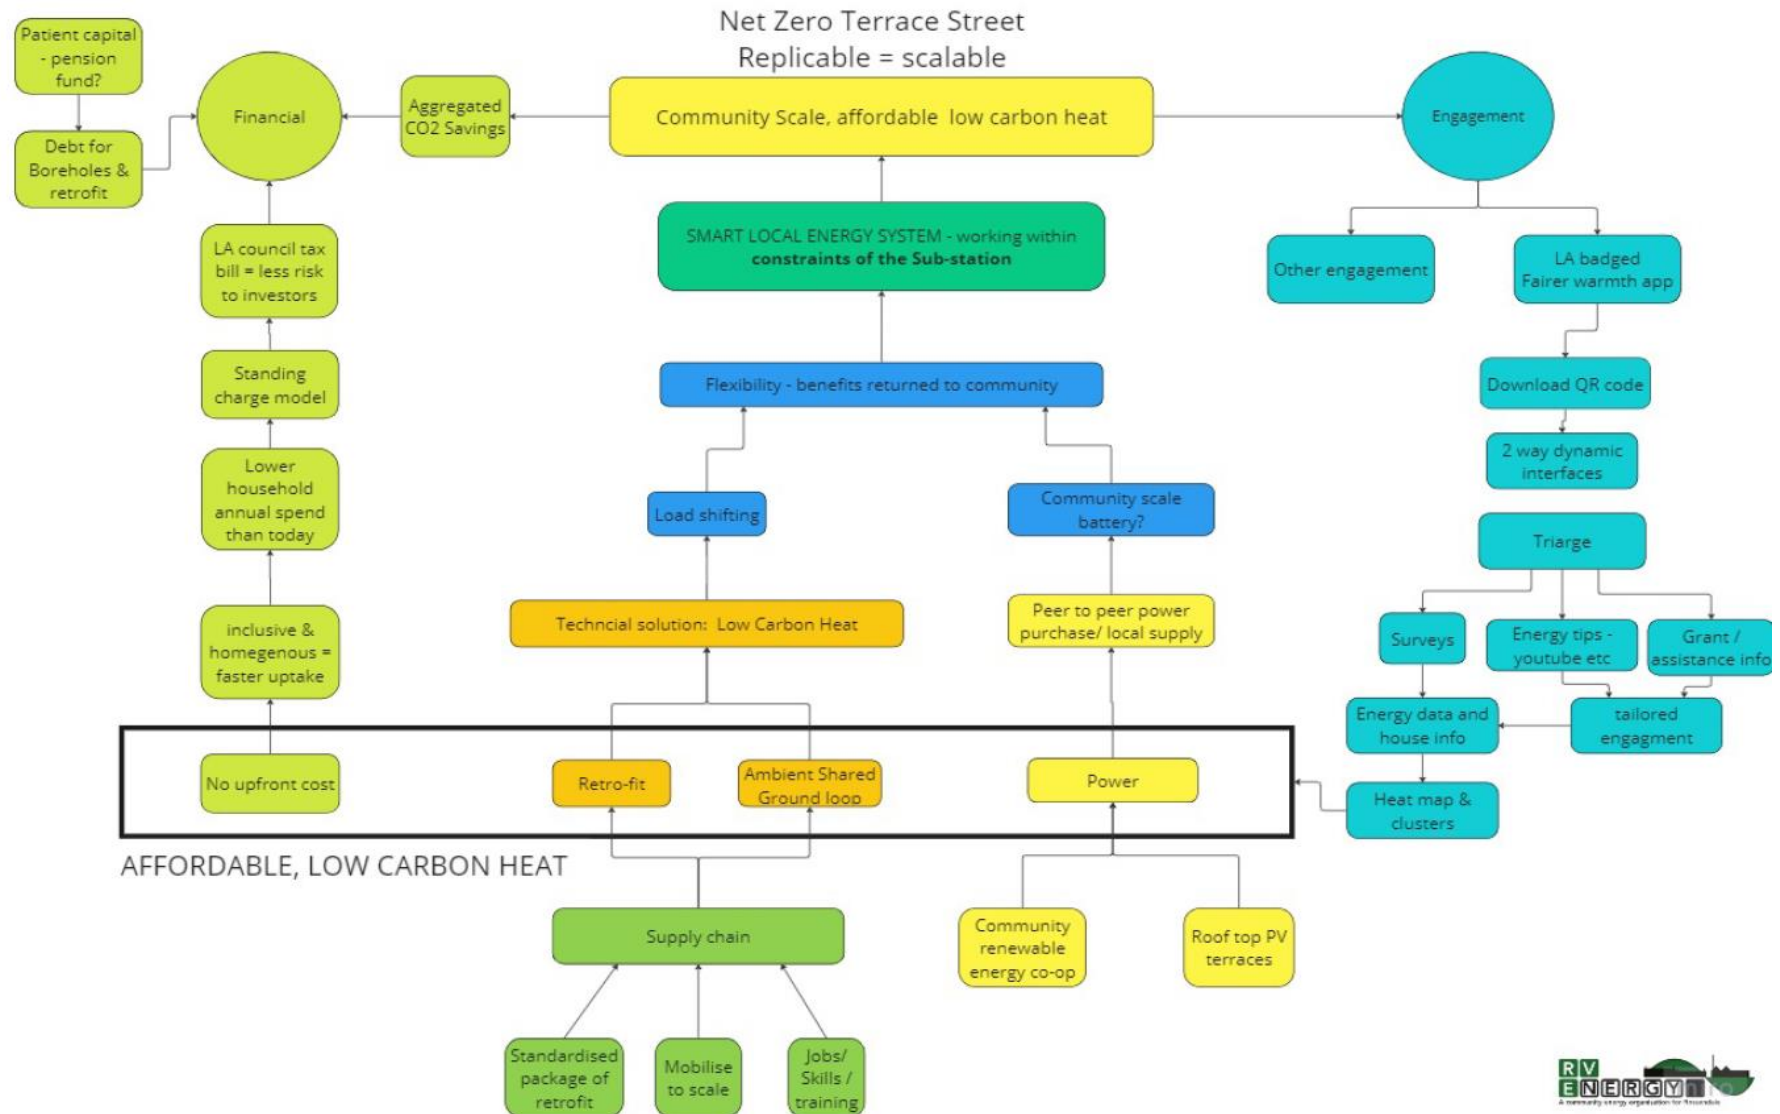 Net Zero Terrace Street
Replicable = scalable
Patient capital
- pension
fund?
Debt for
Boreholes &
retrofit
Financial
Aggregated
CO2 Savings
Community Scale, affordable low carbon heat
Engagement
LA council tax
bill = less risk
to investors
SMART LOCAL ENERGY SYSTEM - working within
constraints of the Sub-station
Other engagement
LA badged
Fairer warmth app
Standing
charge model
Flexibility - benefits returned to community
Download QR code
2 way dynamic
interfaces
Lower
household
annual spend
than today
Load shifting
Community scale
battery?
Triarge
inclusive &
homegenous =
faster uptake
Techncial solution: Low Carbon Heat
Peer to peer power
purchase/ local supply
Surveys
Energy tips -
youtube etc
Grant /
assistance info
Energy data and
house info
tailored
engagment
No upfront cost
Retro-fit
Ambient Shared
Ground loop
Power
Heat map &
clusters
AFFORDABLE, LOW CARBON HEAT
Supply chain
Community
renewable
energy co-op
Roof top PV
terraces
Standardised
package of
retrofit
Mobilise
to scale
Jobs/
Skills /
training
RV
ENERGY
A community energy organisation for Rossendale